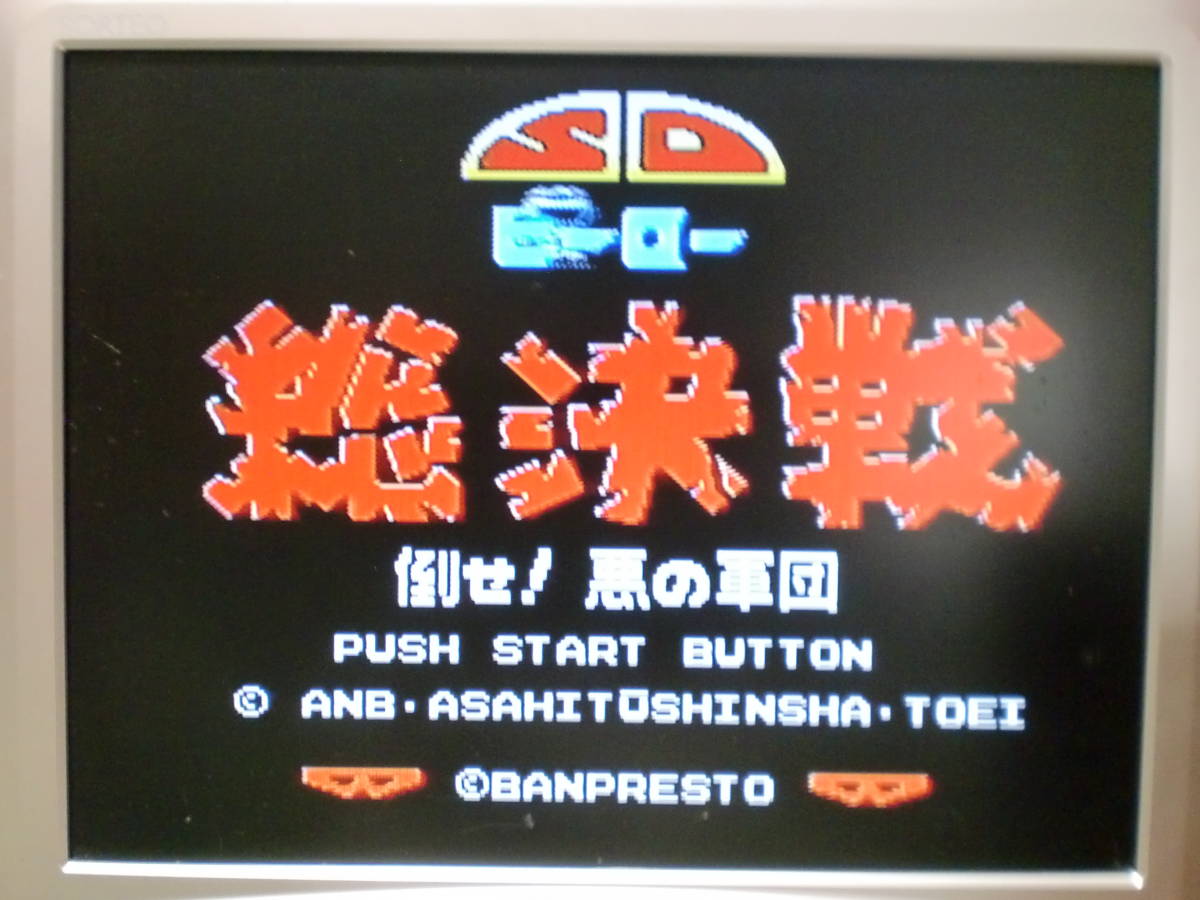 SD
ヒーロー
総決戦
倒せ! 悪の軍団
PUSH START BUTTON
© ANB・ASAHITŪSHINSHA・TOEI
©BANPRESTO